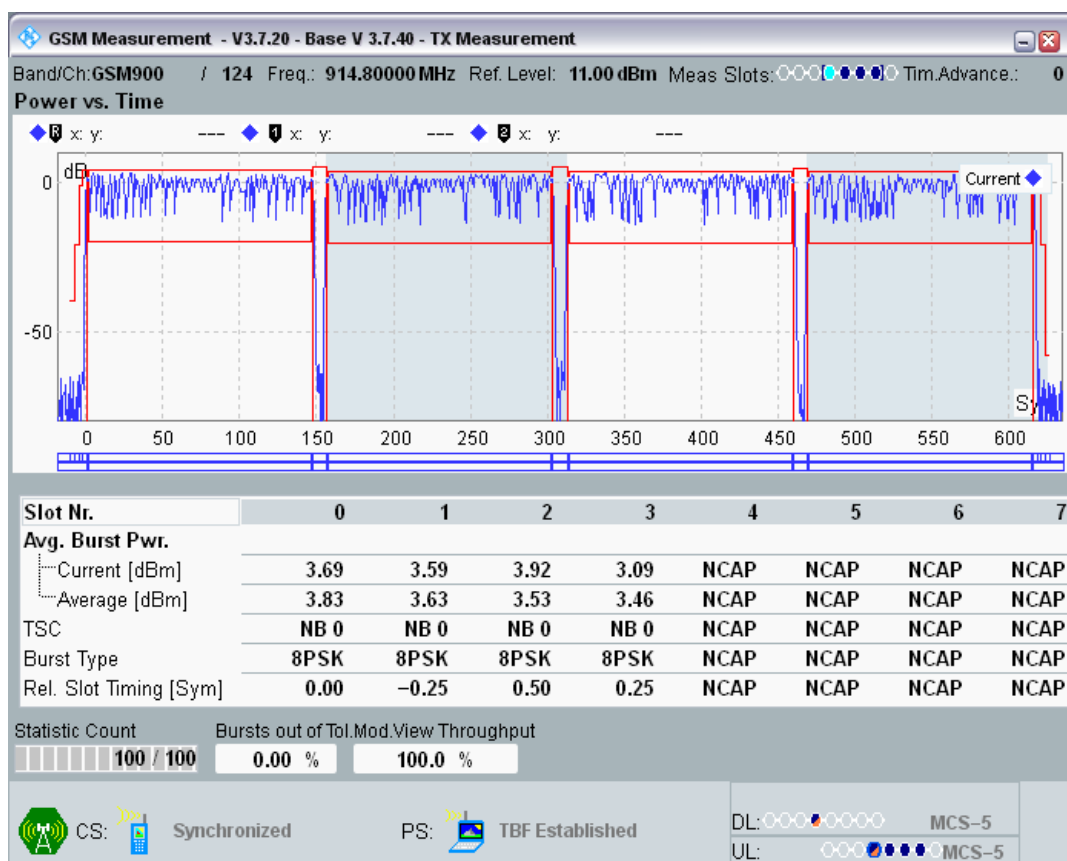 GSM Measurement - V3.7.20 - Base V 3.7.40 - TX Measurement
Band/Ch:GSM900 / 124 Freq.: 914.80000 MHz Ref. Level: 11.00 dBm Meas Slots: Tim.Advance.: 0
Power vs. Time
R x: y: --- 1 x: y: --- 2 x: y: ---
dB
Current
0
-50
Sy
0 50 100 150 200 250 300 350 400 450 500 550 600
Slot Nr. 0 1 2 3 4 5 6 7
Avg. Burst Pwr.
Current [dBm] 3.69 3.59 3.92 3.09 NCAP NCAP NCAP NCAP
Average [dBm] 3.83 3.63 3.53 3.46 NCAP NCAP NCAP NCAP
TSC NB 0 NB 0 NB 0 NB 0 NCAP NCAP NCAP NCAP
Burst Type 8PSK 8PSK 8PSK 8PSK NCAP NCAP NCAP NCAP
Rel. Slot Timing [Sym] 0.00 −0.25 0.50 0.25 NCAP NCAP NCAP NCAP
Statistic Count Bursts out of Tol.Mod.View Throughput
100 / 100 0.00 % 100.0 %
CS: Synchronized PS: TBF Established DL: MCS−5
UL: MCS−5